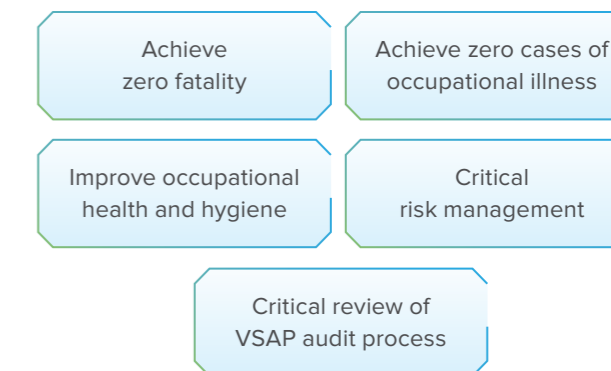 Achieve
zero fatality
Achieve zero cases of
occupational illness
Improve occupational
health and hygiene
Critical
risk management
Critical review of
VSAP audit process